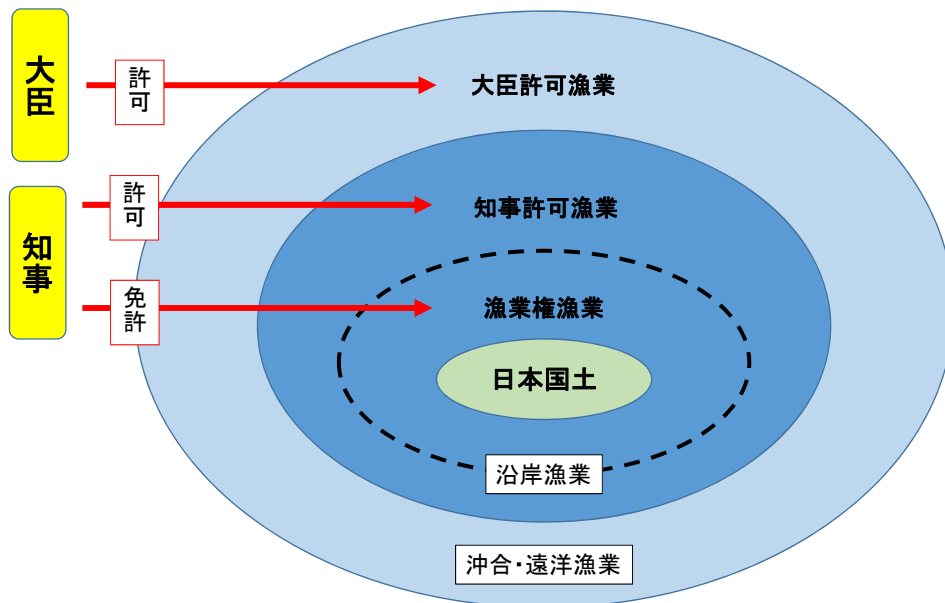 大臣
許可
大臣許可漁業
知事
許可
知事許可漁業
免許
漁業権漁業
日本国土
沿岸漁業
沖合・遠洋漁業